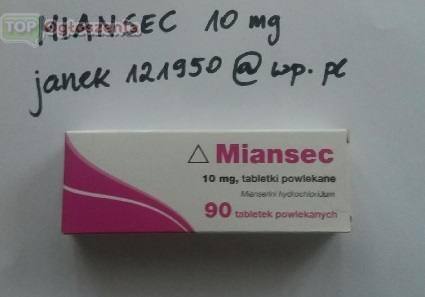 TOP Ogłoszenia
MIANSEC 10 mg
janek 121950 @ wp.pl
△ Miansec
10 mg, tabletki powlekane
Mianserini hydrochloridum
90 tabletek powlekanych